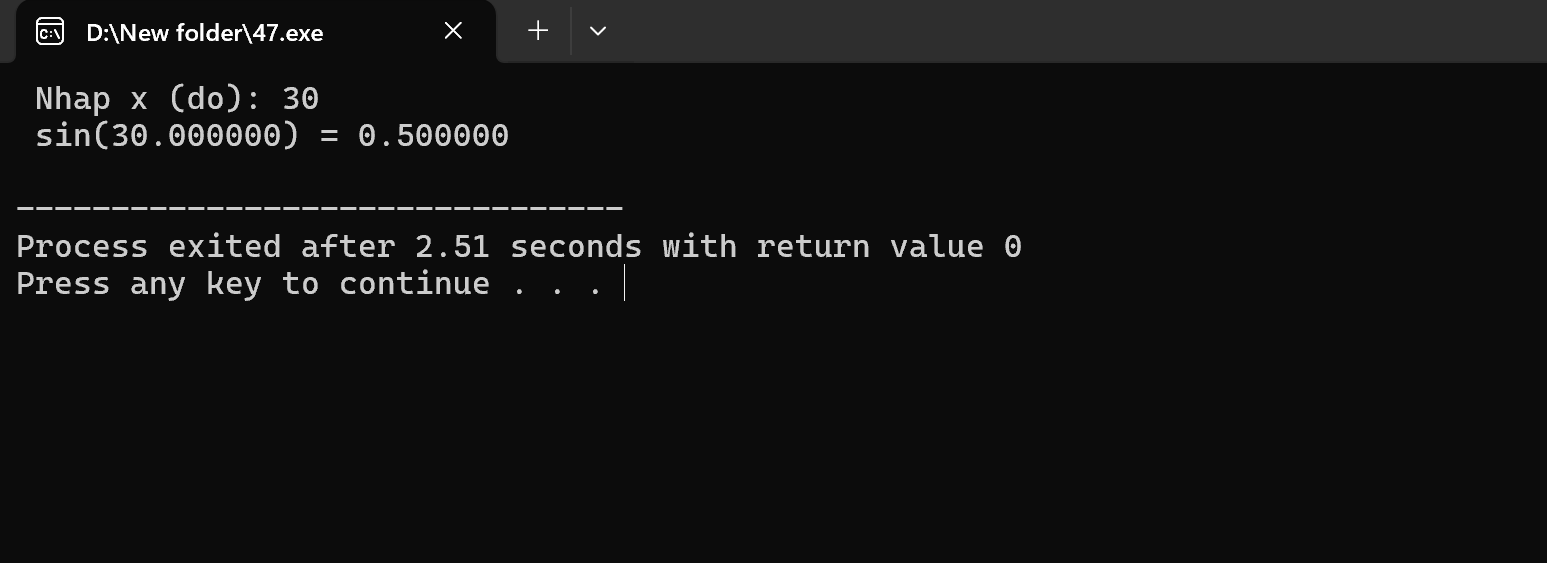 D:\New folder\47.exe
Nhap x (do): 30
sin(30.000000) = 0.500000
--------------------------------
Process exited after 2.51 seconds with return value 0
Press any key to continue . . .